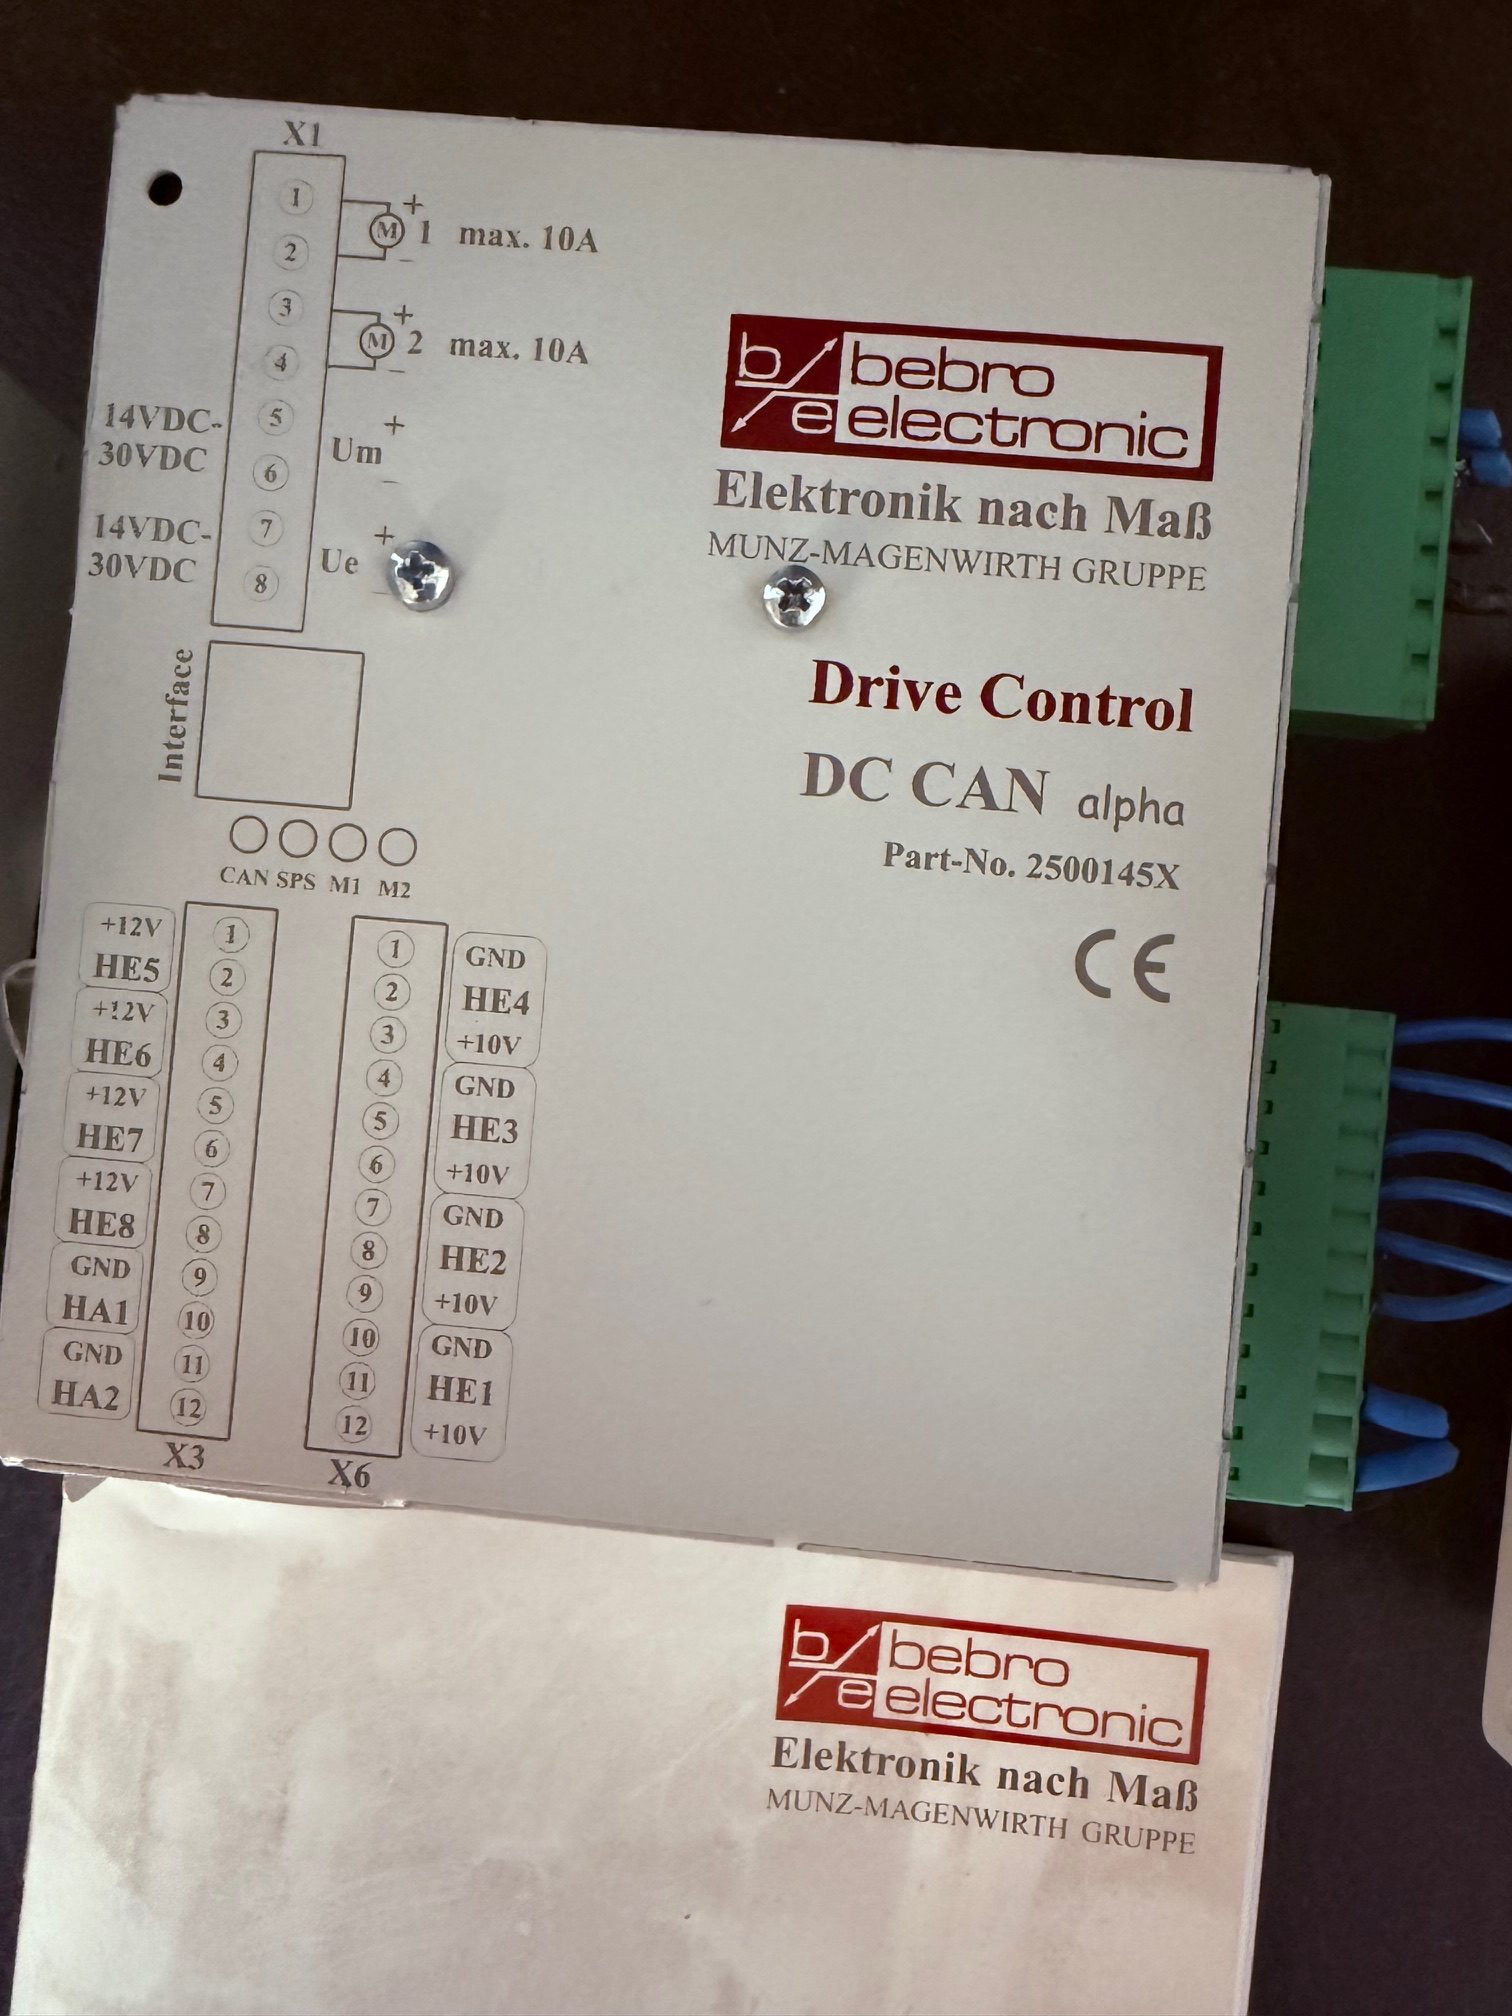 X1
1
2
3
4
5
6
7
8
M 1 max. 10A
+
-
M 2 max. 10A
+
-
14VDC-
30VDC
Um
+
-
14VDC-
30VDC
Ue
+
-
b e bebro
electronic
Elektronik nach Maß
MUNZ-MAGENWIRTH GRUPPE
Drive Control
DC CAN alpha
Part-No. 2500145X
CE
Interface
CAN SPS M1 M2
+12V
HE5
+12V
HE6
+12V
HE7
+12V
HE8
GND
HA1
GND
HA2
1
2
3
4
5
6
7
8
9
10
11
12
X3
1
2
3
4
5
6
7
8
9
10
11
12
X6
GND
HE4
+10V
GND
HE3
+10V
GND
HE2
+10V
GND
HE1
+10V
b e bebro
electronic
Elektronik nach Maß
MUNZ-MAGENWIRTH GRUPPE